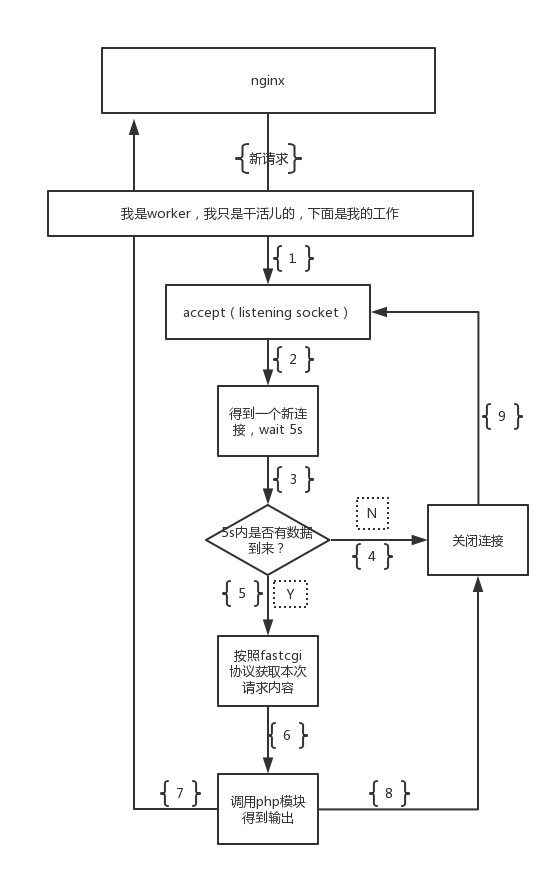 nginx
{新请求}
我是worker，我只是干活儿的，下面是我的工作
{ 1 }
accept（listening socket）
{ 2 }
得到一个新连
接，wait 5s
{ 3 }
5s内是否有数据
到来？
N
{ 4 }
关闭连接
{ 9 }
{ 5 }
Y
按照fastcgi
协议获取本次
请求内容
{ 6 }
{ 7 }
调用php模块
得到输出
{ 8 }